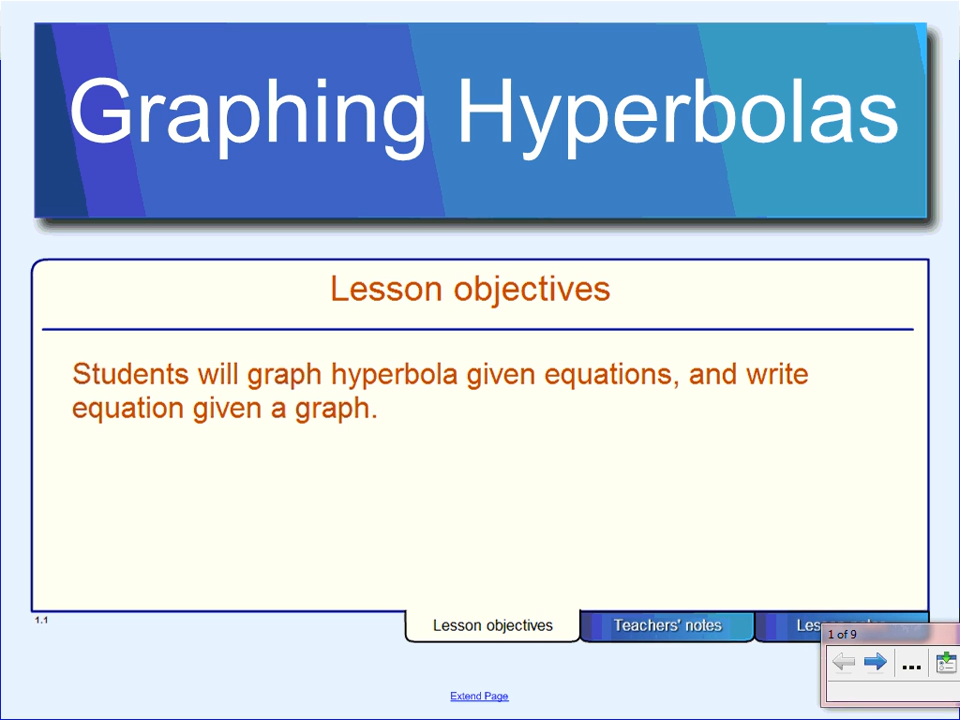 Graphing Hyperbolas
Lesson objectives
Students will graph hyperbola given equations, and write
equation given a graph.
1.1
Lesson objectives
Teachers' notes
1 of 9
...
Extend Page